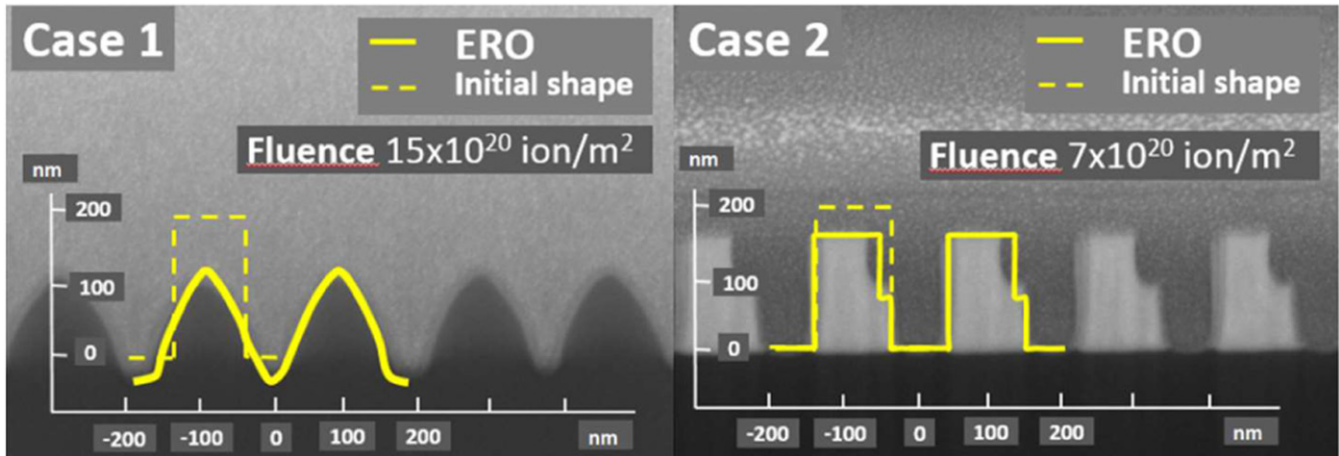 Case 1
ERO
Initial shape
Fluence 15x10²⁰ ion/m²
nm
200
100
0
-200 -100 0 100 200 nm
Case 2
ERO
Initial shape
Fluence 7x10²⁰ ion/m²
nm
200
100
0
-200 -100 0 100 200 nm